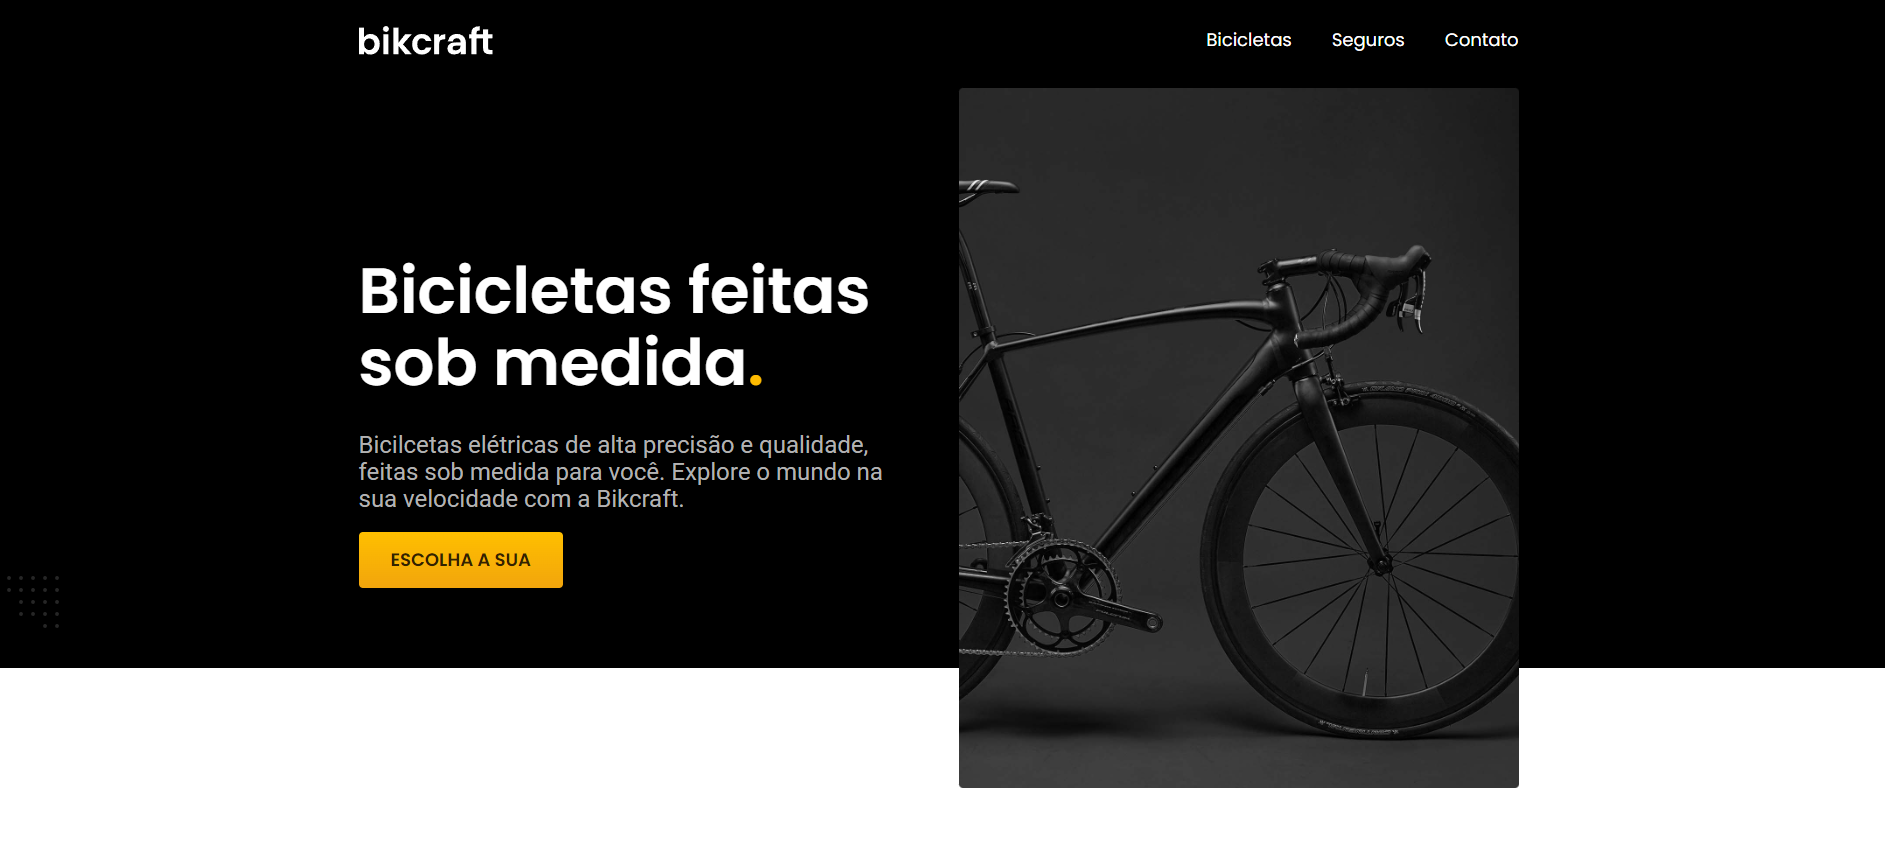 bikcraft
Bicicletas Seguros Contato
Bicicletas feitas
sob medida.
Bicilcetas elétricas de alta precisão e qualidade,
feitas sob medida para você. Explore o mundo na
sua velocidade com a Bikcraft.
ESCOLHA A SUA